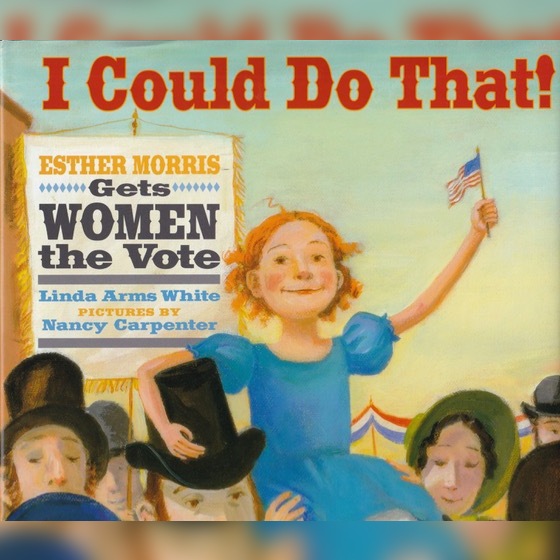 I Could Do That!
ESTHER MORRIS
Gets
WOMEN
the Vote
Linda Arms White
PICTURES BY
Nancy Carpenter